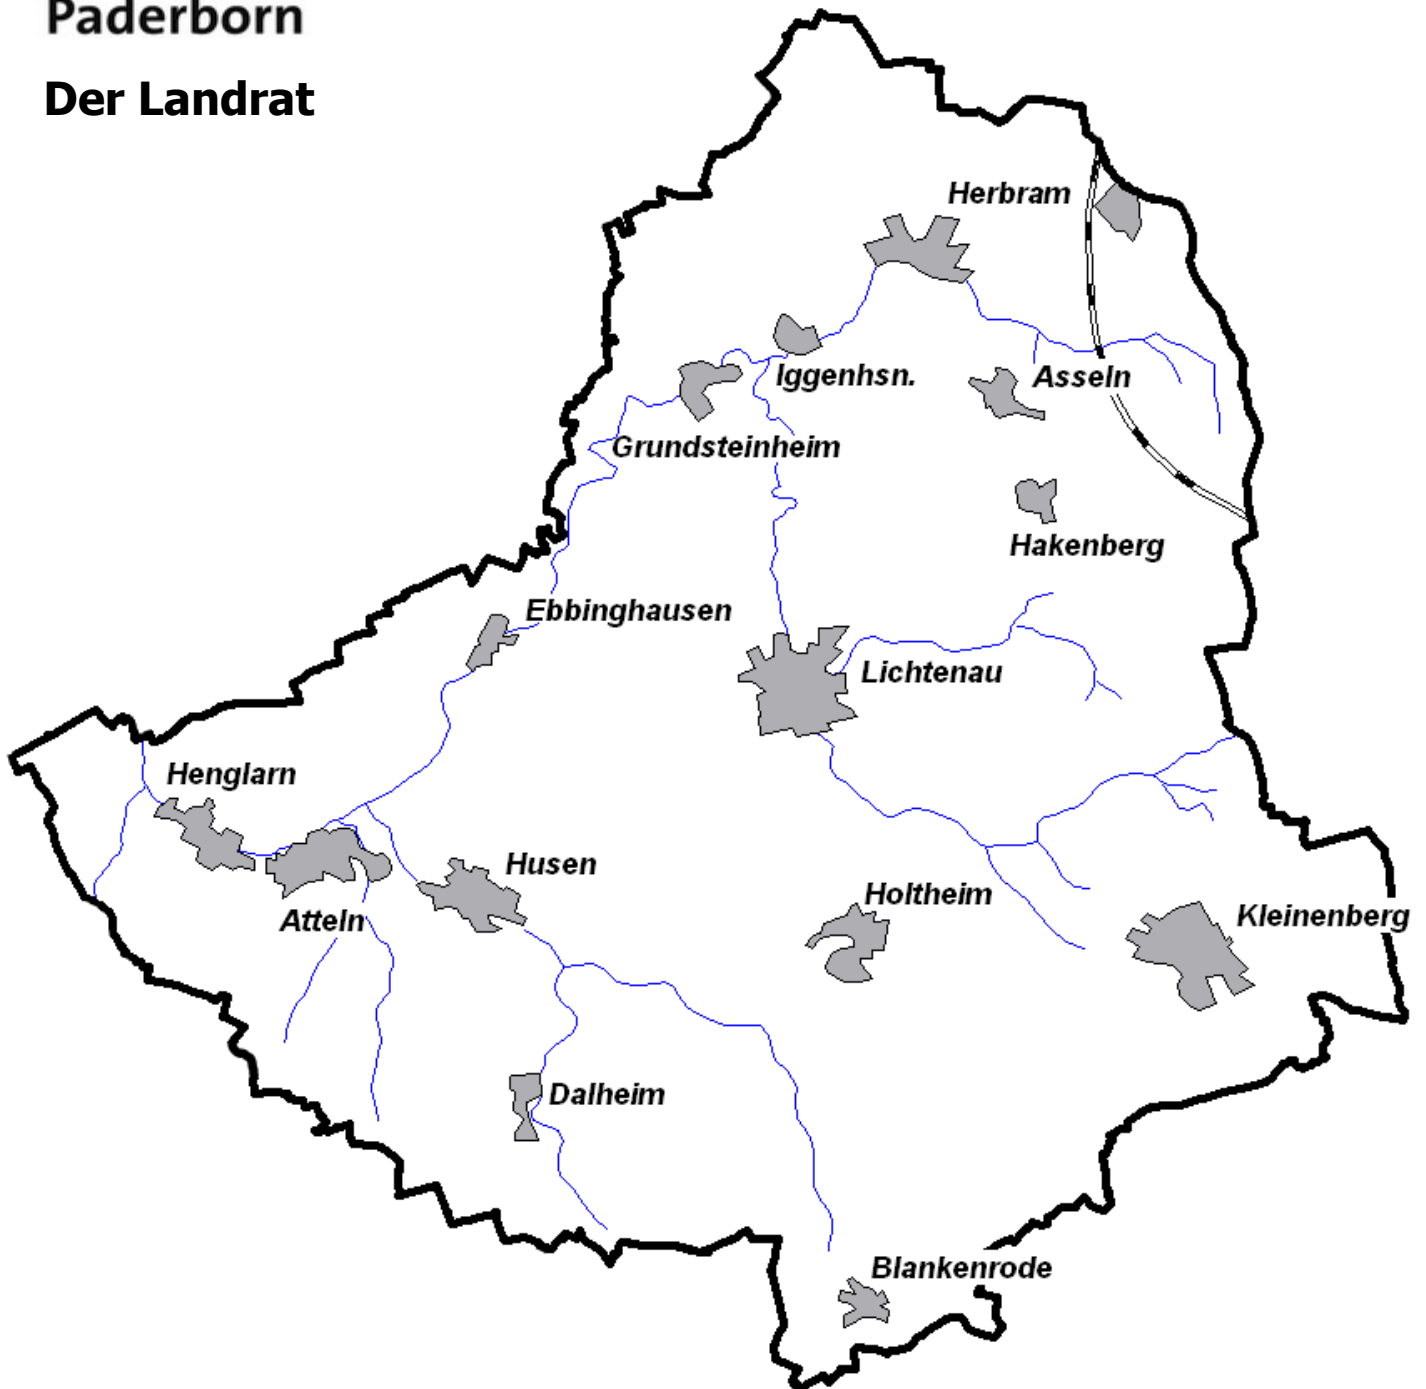 Paderborn
Der Landrat
Herbram
Iggenhsn.
Asseln
Grundsteinheim
Hakenberg
Ebbinghausen
Lichtenau
Henglarn
Husen
Holtheim
Atteln
Kleinenberg
Dalheim
Blankenrode